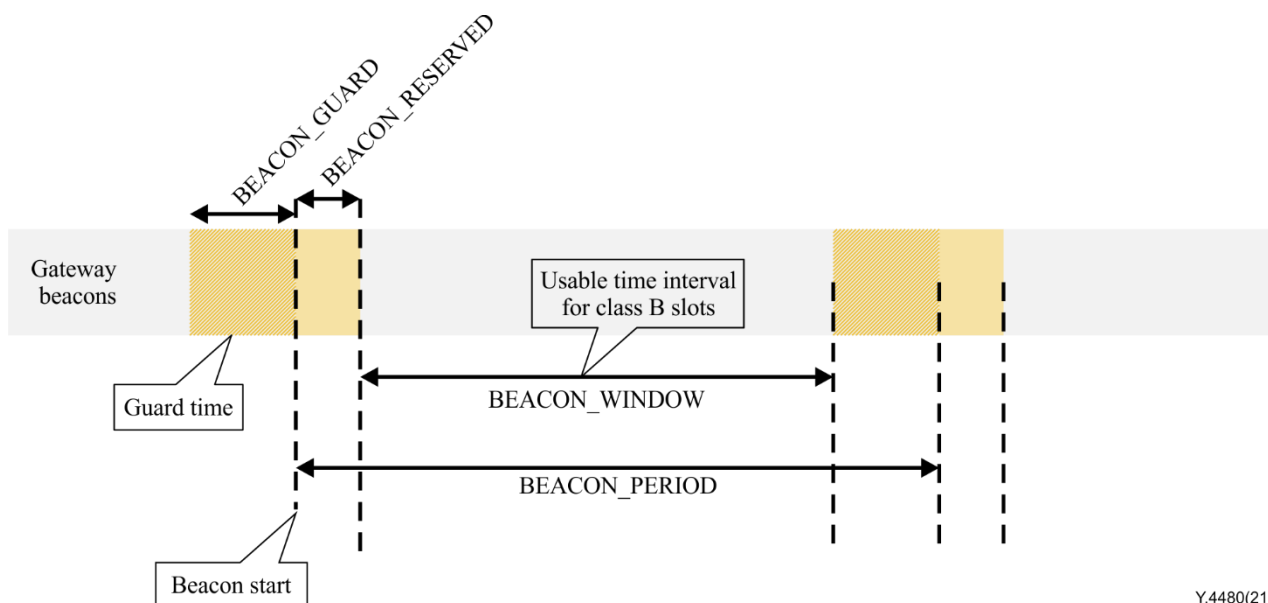 BEACON_GUARD
BEACON_RESERVED
Gateway
beacons
Usable time interval
for class B slots
Guard time
BEACON_WINDOW
BEACON_PERIOD
Beacon start
Y.4480(21